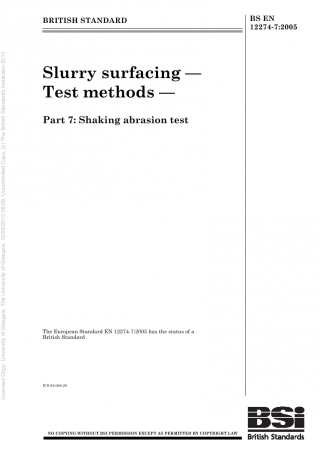 BRITISH STANDARD
BS EN
12274-7:2005
Slurry surfacing —
Test methods —
Part 7: Shaking abrasion test
The European Standard EN 12274-7:2005 has the status of a
British Standard
ICS 93.080.20
NO COPYING WITHOUT BSI PERMISSION EXCEPT AS PERMITTED BY COPYRIGHT LAW
BSi
British Standards
Licensed Copy: University of Glasgow, The University of Glasgow,
Uncontrolled Copy, (c) The British Standards Institution 2013